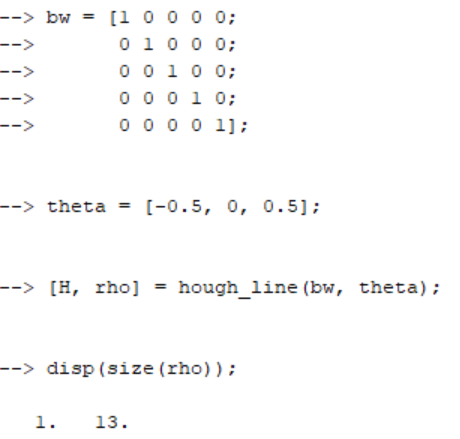 --> bw = [1 0 0 0 0;
-->       0 1 0 0 0;
-->       0 0 1 0 0;
-->       0 0 0 1 0;
-->       0 0 0 0 1];
--> theta = [-0.5, 0, 0.5];
--> [H, rho] = hough_line(bw, theta);
--> disp(size(rho));
1.   13.